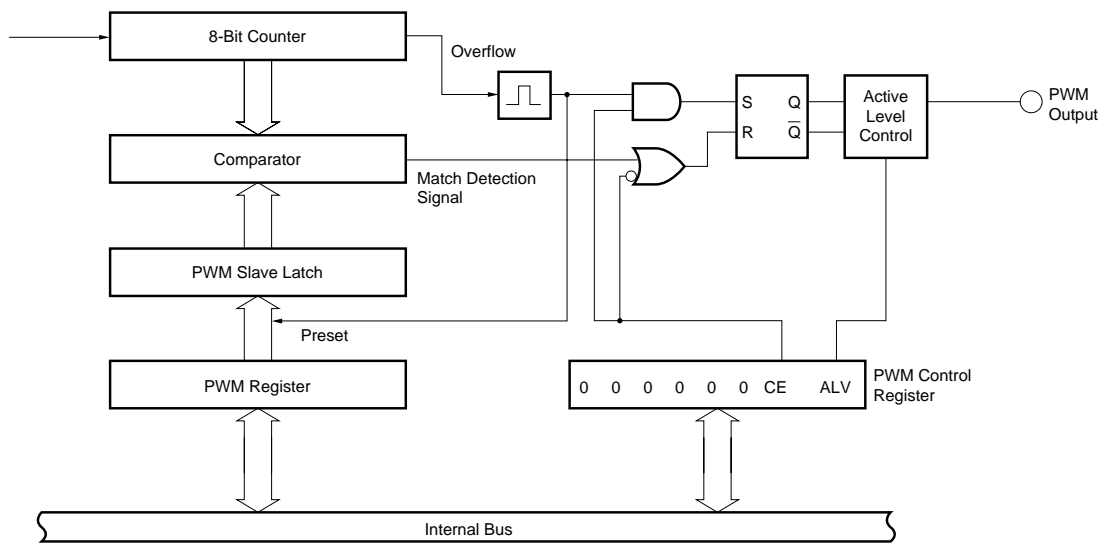 8-Bit Counter
Overflow
S Q
R Q̅
Active
Level
Control
PWM
Output
Comparator
Match Detection
Signal
PWM Slave Latch
Preset
PWM Register
0 0 0 0 0 0 CE ALV
PWM Control
Register
Internal Bus